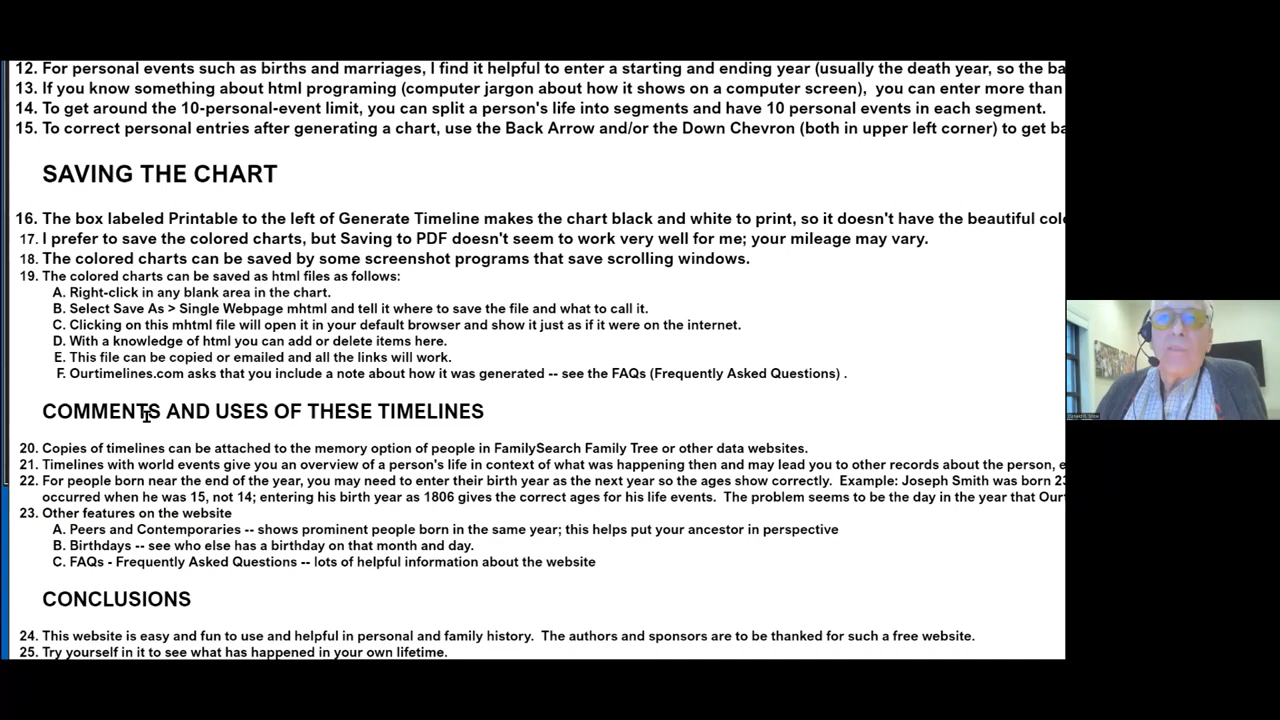 12. For personal events such as births and marriages, I find it helpful to enter a starting and ending year (usually the death year, so the ba
13. If you know something about html programing (computer jargon about how it shows on a computer screen),  you can enter more than
14. To get around the 10-personal-event limit, you can split a person's life into segments and have 10 personal events in each segment.
15. To correct personal entries after generating a chart, use the Back Arrow and/or the Down Chevron (both in upper left corner) to get ba
SAVING THE CHART
16. The box labeled Printable to the left of Generate Timeline makes the chart black and white to print, so it doesn't have the beautiful colo
17. I prefer to save the colored charts, but Saving to PDF doesn't seem to work very well for me; your mileage may vary.
18. The colored charts can be saved by some screenshot programs that save scrolling windows.
19. The colored charts can be saved as html files as follows:
A. Right-click in any blank area in the chart.
B. Select Save As > Single Webpage mhtml and tell it where to save the file and what to call it.
C. Clicking on this mhtml file will open it in your default browser and show it just as if it were on the internet.
D. With a knowledge of html you can add or delete items here.
E. This file can be copied or emailed and all the links will work.
F. Ourtimelines.com asks that you include a note about how it was generated -- see the FAQs (Frequently Asked Questions) .
COMMENTS AND USES OF THESE TIMELINES
20. Copies of timelines can be attached to the memory option of people in FamilySearch Family Tree or other data websites.
21. Timelines with world events give you an overview of a person's life in context of what was happening then and may lead you to other records about the person, e
22. For people born near the end of the year, you may need to enter their birth year as the next year so the ages show correctly.  Example: Joseph Smith was born 23
occurred when he was 15, not 14; entering his birth year as 1806 gives the correct ages for his life events.  The problem seems to be the day in the year that Our
23. Other features on the website
A. Peers and Contemporaries -- shows prominent people born in the same year; this helps put your ancestor in perspective
B. Birthdays -- see who else has a birthday on that month and day.
C. FAQs - Frequently Asked Questions -- lots of helpful information about the website
CONCLUSIONS
24. This website is easy and fun to use and helpful in personal and family history.  The authors and sponsors are to be thanked for such a free website.
25. Try yourself in it to see what has happened in your own lifetime.